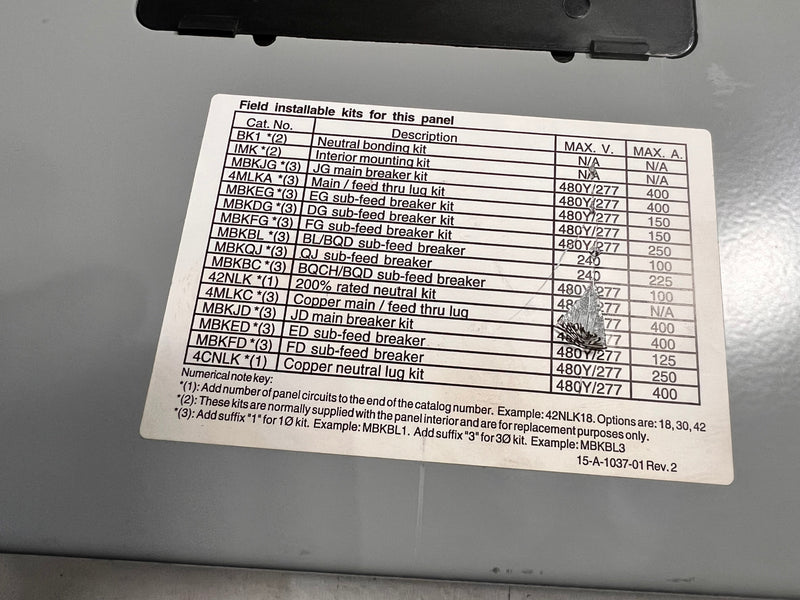 Field installable kits for this panel
Cat. No. Description MAX. V. MAX. A.
BK1 *(2) Neutral bonding kit N/A N/A
IMK *(2) Interior mounting kit N/A N/A
MBKJG *(3) JG main breaker kit 480Y/277 400
4MLKA *(3) Main / feed thru lug kit 480Y/277 400
MBKEG *(3) EG sub-feed breaker kit 480Y/277 150
MBKDG *(3) DG sub-feed breaker kit 480Y/277 150
MBKFG *(3) FG sub-feed breaker kit 480Y/277 250
MBKBL *(3) BL/BQD sub-feed breaker 240 100
MBKQJ *(3) QJ sub-feed breaker 240 225
MBKBC *(3) BQCH/BQD sub-feed breaker 480Y/277 100
42NLK *(1) 200% rated neutral kit N/A
4MLKC *(3) Copper main / feed thru lug 400
MBKJD *(3) JD main breaker kit 400
MBKED *(3) ED sub-feed breaker 480Y/277 125
MBKFD *(3) FD sub-feed breaker 480Y/277 250
4CNLK *(1) Copper neutral lug kit 480Y/277 400
Numerical note key:
*(1): Add number of panel circuits to the end of the catalog number. Example: 42NLK18. Options are: 18, 30, 42
*(2): These kits are normally supplied with the panel interior and are for replacement purposes only.
*(3): Add suffix "1" for 1Ø kit. Example: MBKBL1. Add suffix "3" for 3Ø kit. Example: MBKBL3
15-A-1037-01 Rev. 2